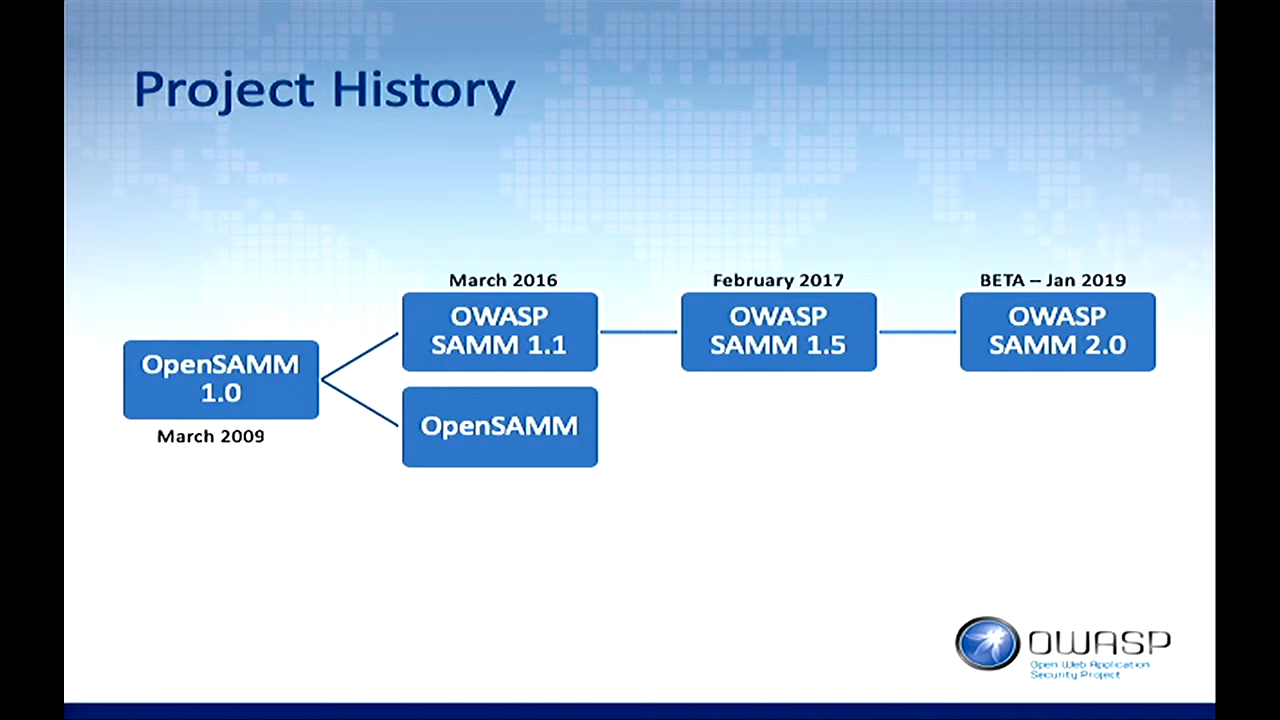 Project History
March 2016
February 2017
BETA – Jan 2019
OWASP
SAMM 1.1
OWASP
SAMM 1.5
OWASP
SAMM 2.0
OpenSAMM
1.0
March 2009
OpenSAMM
OWASP
Open Web Application
Security Project